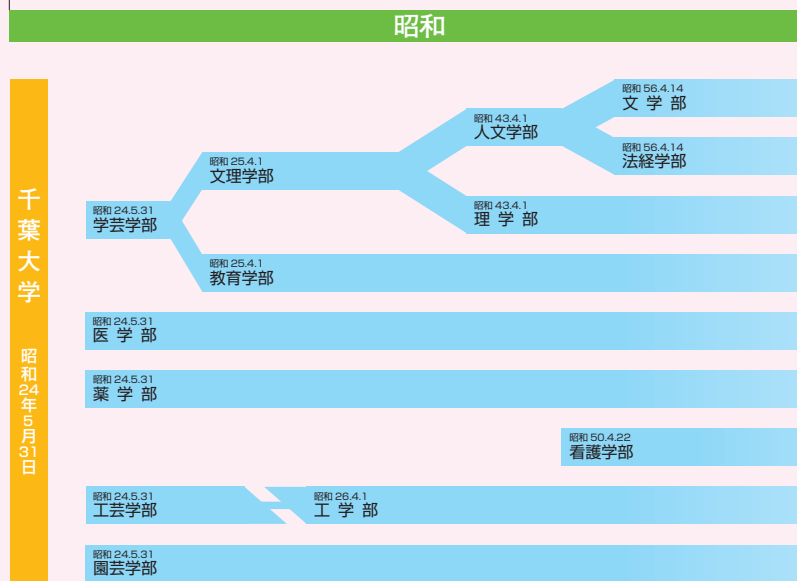 昭和
千葉大学
昭和24年5月31日
昭和 56.4.14
文 学 部
昭和 43.4.1
人文学部
昭和 56.4.14
法経学部
昭和 25.4.1
文理学部
昭和 24.5.31
学芸学部
昭和 43.4.1
理 学 部
昭和 25.4.1
教育学部
昭和 24.5.31
医 学 部
昭和 24.5.31
薬 学 部
昭和 50.4.22
看護学部
昭和 24.5.31
工芸学部
昭和 26.4.1
工 学 部
昭和 24.5.31
園芸学部